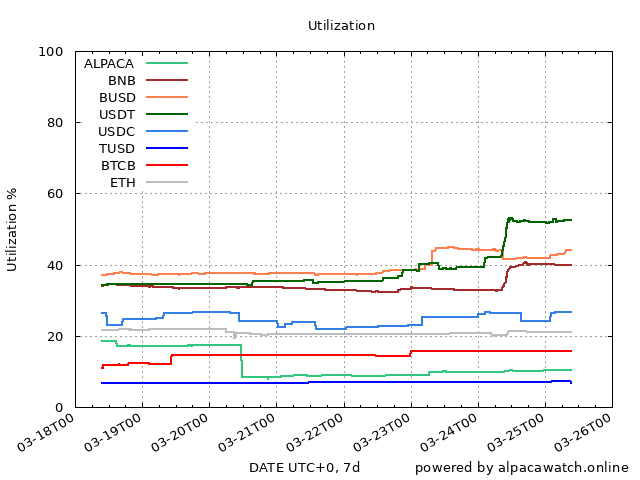 Utilization
100
80
60
40
20
0
Utilization %
ALPACA
BNB
BUSD
USDT
USDC
TUSD
BTCB
ETH
03-18T00
03-19T00
03-20T00
03-21T00
03-22T00
03-23T00
03-24T00
03-25T00
03-26T00
DATE UTC+0, 7d
powered by alpacawatch.online